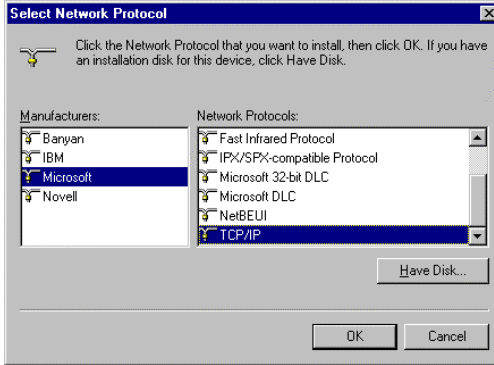 Select Network Protocol
Click the Network Protocol that you want to install, then click OK. If you have
an installation disk for this device, click Have Disk.
Manufacturers:
Banyan
IBM
Microsoft
Novell
Network Protocols:
Fast Infrared Protocol
IPX/SPX-compatible Protocol
Microsoft 32-bit DLC
Microsoft DLC
NetBEUI
TCP/IP
Have Disk...
OK
Cancel